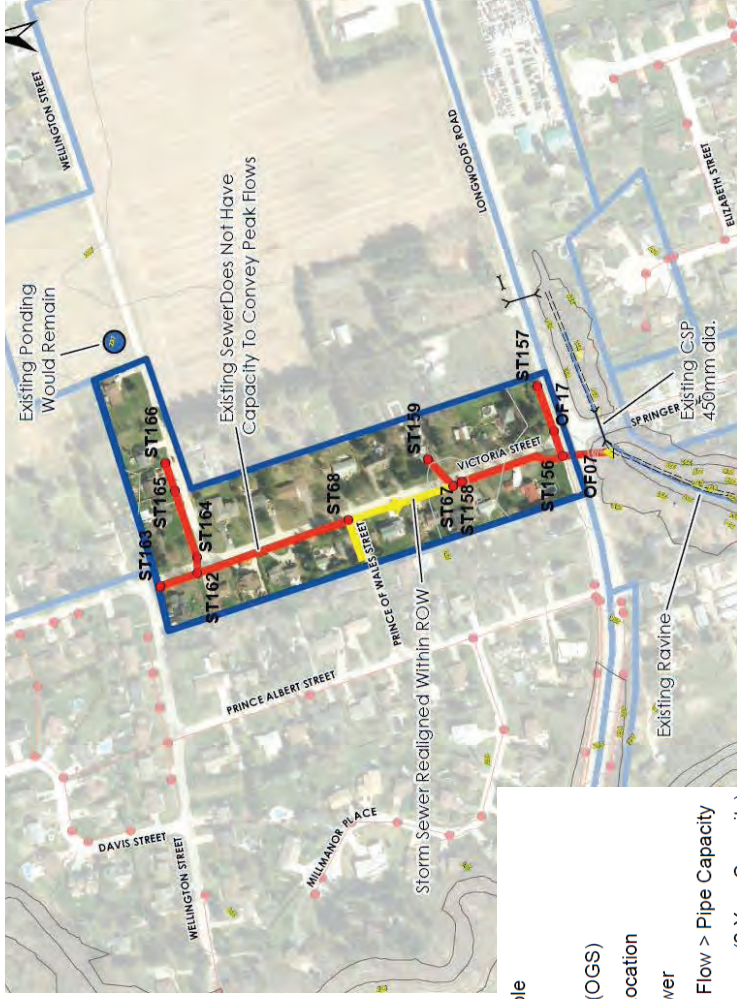 WELLINGTON STREET
Existing Ponding
Would Remain
Existing SewerDoes Not Have
Capacity To Convey Peak Flows
LONGWOODS ROAD
ELIZABETH STREET
ST166
ST165
ST163
ST164
ST162
ST68
ST159
ST157
VICTORIA STREET
ST67
ST158
OF17
ST156
OF07
SPRINGER
Existing CSP
450mm dia.
PRINCE OF WALES STREET
Storm Sewer Realigned Within ROW
Existing Ravine
PRINCE ALBERT STREET
DAVIS STREET
WELLINGTON STREET
MILLMANOR PLACE
(OGS)
Flow > Pipe Capacity